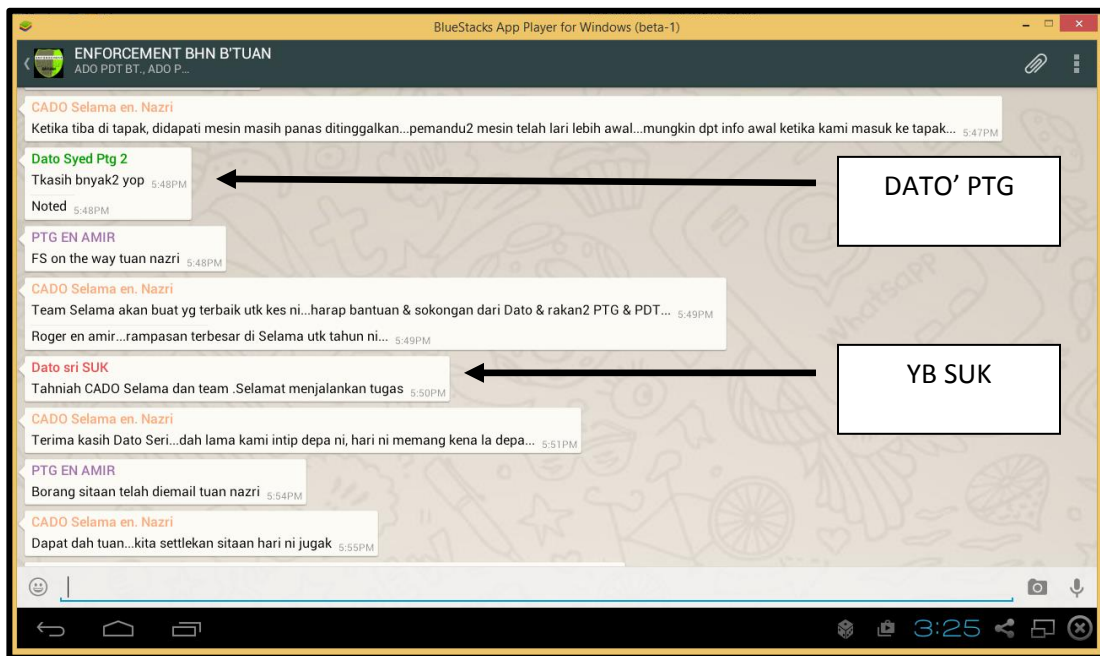 BlueStacks App Player for Windows (beta-1)
ENFORCEMENT BHN B'TUAN
ADO PDT BT., ADO P...
CADO Selama en. Nazri
Ketika tiba di tapak, didapati mesin masih panas ditinggalkan...pemandu2 mesin telah lari lebih awal...mungkin dpt info awal ketika kami masuk ke tapak... 5:47PM
Dato Syed Ptg 2
Tkasih bnyak2 yop 5:48PM
Noted 5:48PM
DATO' PTG
PTG EN AMIR
FS on the way tuan nazri 5:48PM
CADO Selama en. Nazri
Team Selama akan buat yg terbaik utk kes ni...harap bantuan & sokongan dari Dato & rakan2 PTG & PDT... 5:49PM
Roger en amir...rampasan terbesar di Selama utk tahun ni... 5:49PM
Dato sri SUK
Tahniah CADO Selama dan team .Selamat menjalankan tugas 5:50PM
YB SUK
CADO Selama en. Nazri
Terima kasih Dato Seri...dah lama kami intip depa ni, hari ni memang kena la depa... 5:51PM
PTG EN AMIR
Borang sitaan telah diemail tuan nazri 5:54PM
CADO Selama en. Nazri
Dapat dah tuan...kita settlekan sitaan hari ni jugak 5:55PM
3:25